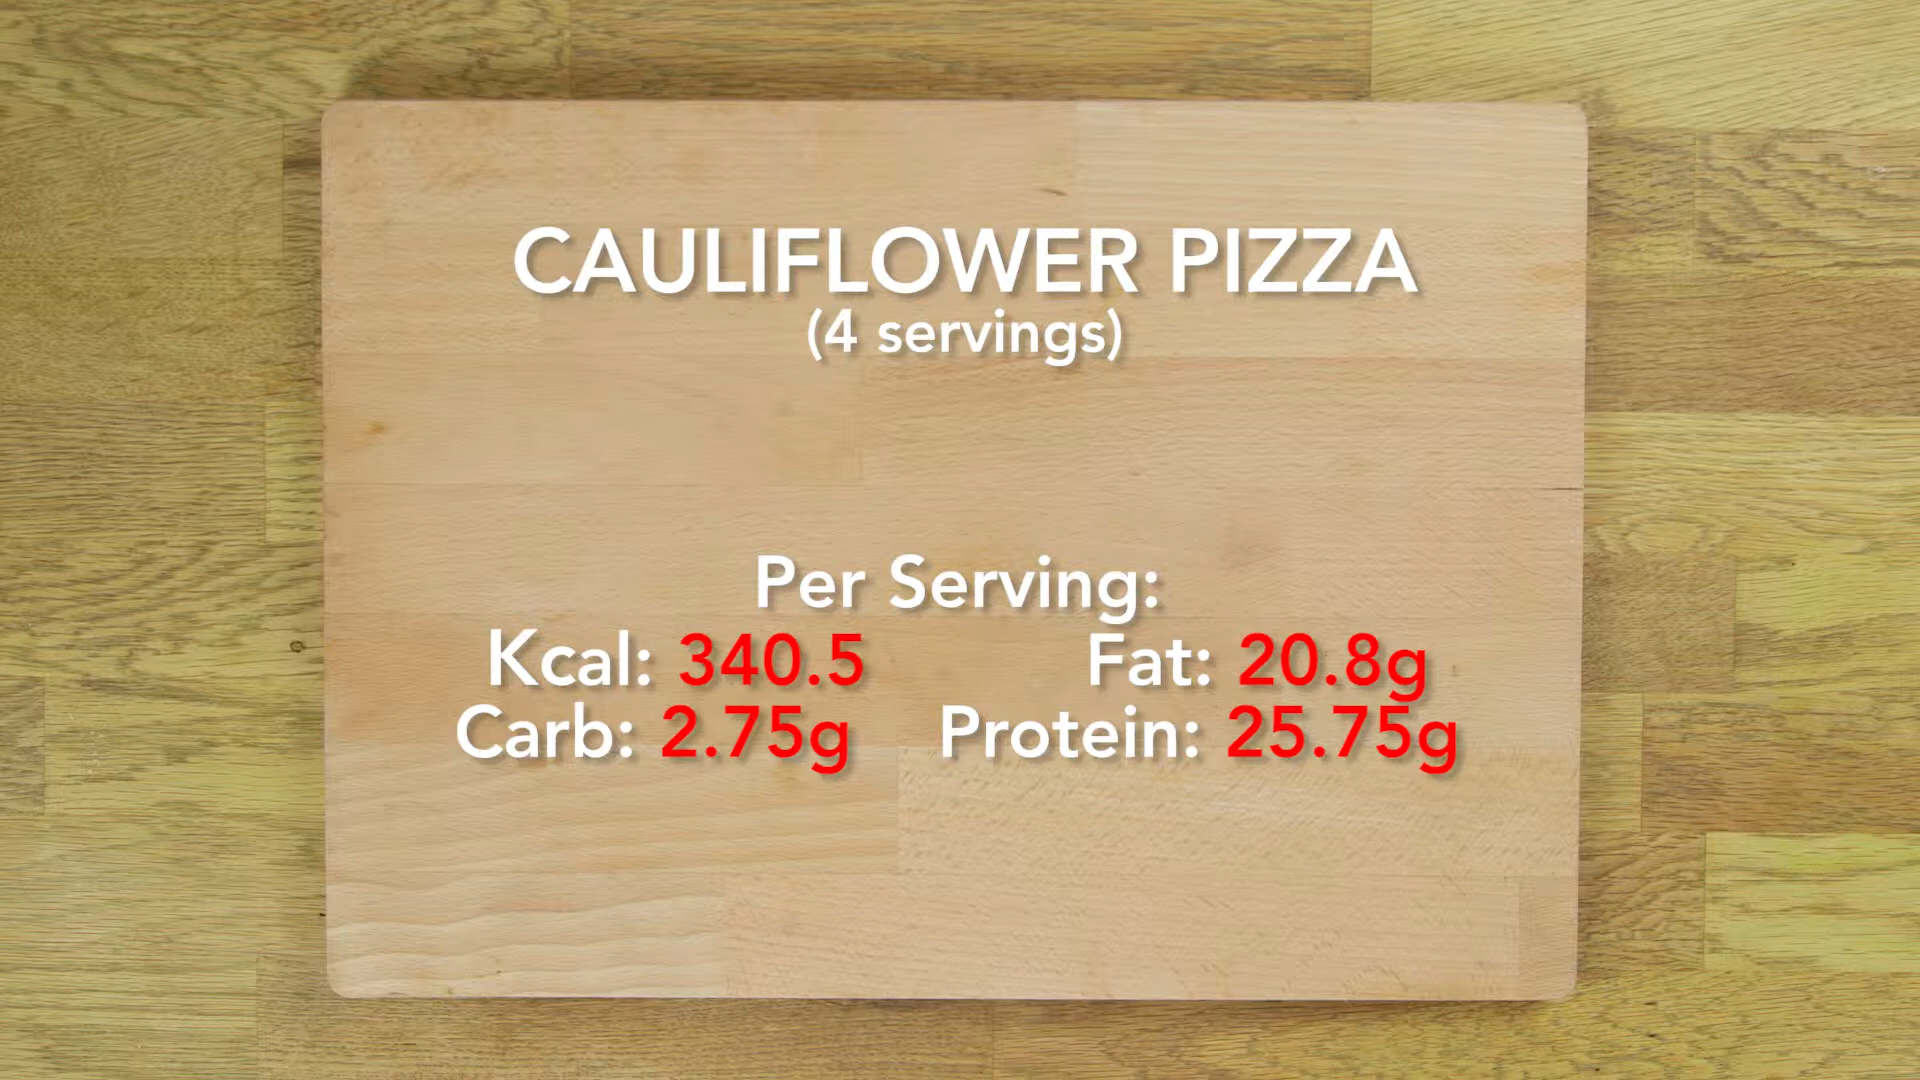 CAULIFLOWER PIZZA
(4 servings)
Per Serving:
Kcal: 340.5 Fat: 20.8g
Carb: 2.75g Protein: 25.75g